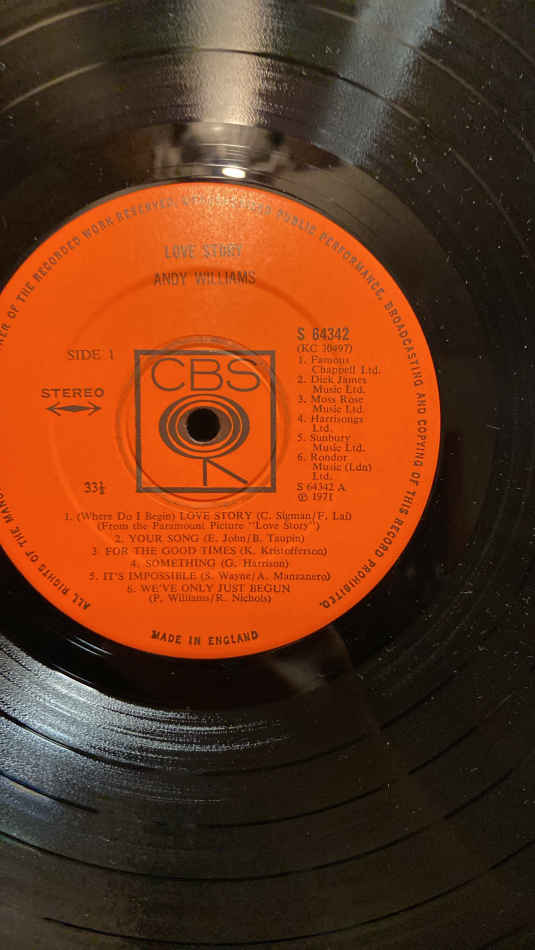 ER OF THE RECORDED WORK RESERVED. PUBLIC PERFORMANCE, BROADCASTING AND COPYING OF THIS RECORD PROHIBITED.
LOVE STORY
ANDY WILLIAMS
S 64342
(KC 30497)
SIDE 1
CBS
1. Famous
Chappell Ltd.
2. Dick James
Music Ltd.
3. Moss Rose
Music Ltd.
4. Harrisongs
Ltd.
5. Sunbury
Music Ltd.
6. Rondor
Music (Ldn)
Ltd.
STEREO
33⅓
S 64342 A
℗ 1971
1. (Where Do I Begin) LOVE STORY (C. Sigman/F. Lai)
(From the Paramount Picture "Love Story")
2. YOUR SONG (E. John/B. Taupin)
3. FOR THE GOOD TIMES (K. Kristofferson)
4. SOMETHING (G. Harrison)
5. IT'S IMPOSSIBLE (S. Wayne/A. Manzanero)
6. WE'VE ONLY JUST BEGUN
(P. Williams/R. Nichols)
MADE IN ENGLAND
ALL RIGHTS OF THE MANU